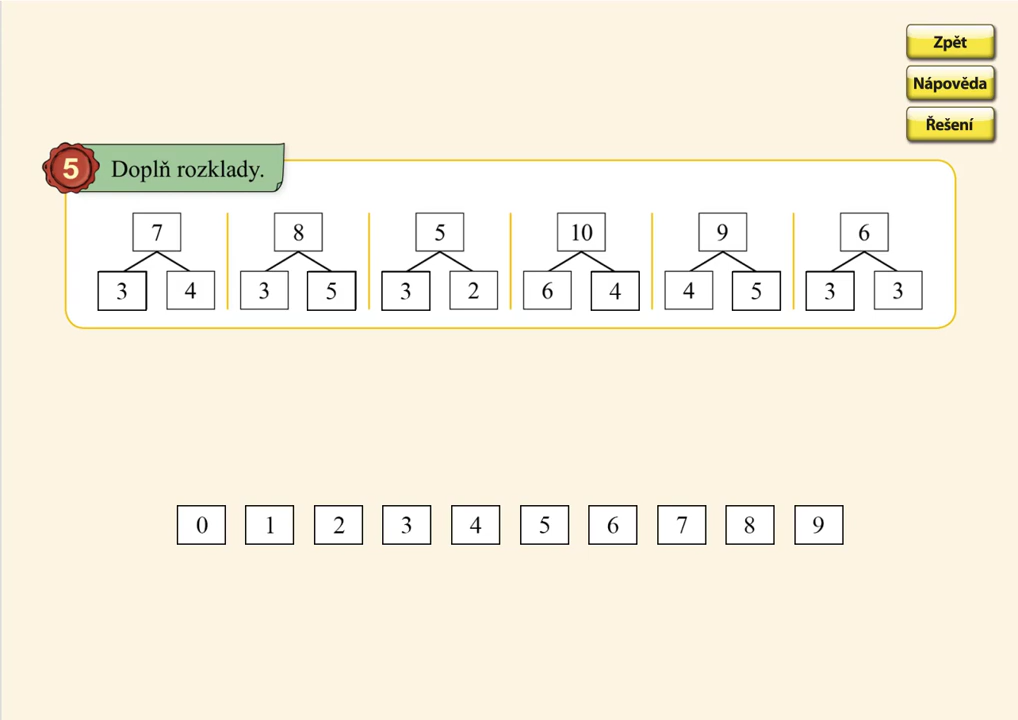 Zpět
Nápověda
Řešení
5 Doplň rozklady.
7 8 5 10 9 6
3 4 3 5 3 2 6 4 4 5 3 3
0 1 2 3 4 5 6 7 8 9